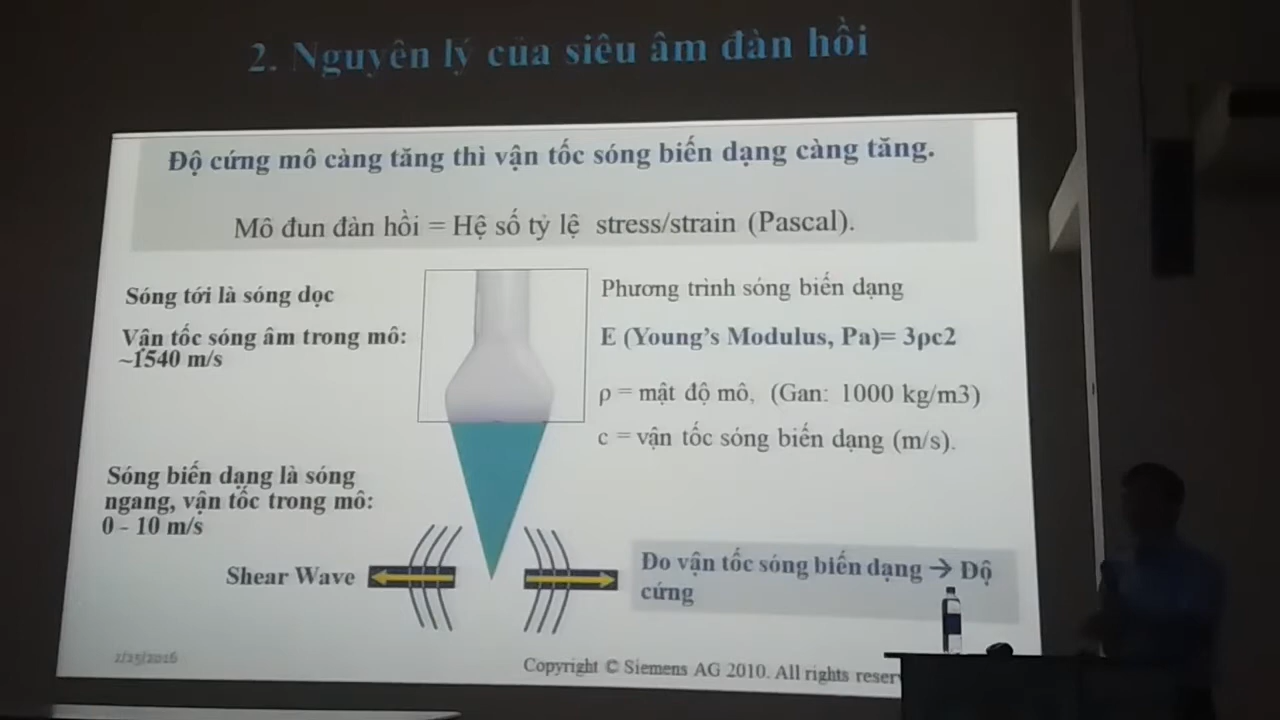 2. Nguyên lý của siêu âm đàn hồi
Độ cứng mô càng tăng thì vận tốc sóng biến dạng càng tăng.
Mô đun đàn hồi = Hệ số tỷ lệ stress/strain (Pascal).
Sóng tới là sóng dọc
Vận tốc sóng âm trong mô:
~1540 m/s
Phương trình sóng biến dạng
E (Young's Modulus, Pa)= 3ρc2
ρ = mật độ mô, (Gan: 1000 kg/m3)
c = vận tốc sóng biến dạng (m/s).
Sóng biến dạng là sóng
ngang, vận tốc trong mô:
0 - 10 m/s
Shear Wave
Đo vận tốc sóng biến dạng → Độ
cứng
2/25/2016
Copyright © Siemens AG 2010. All rights reser